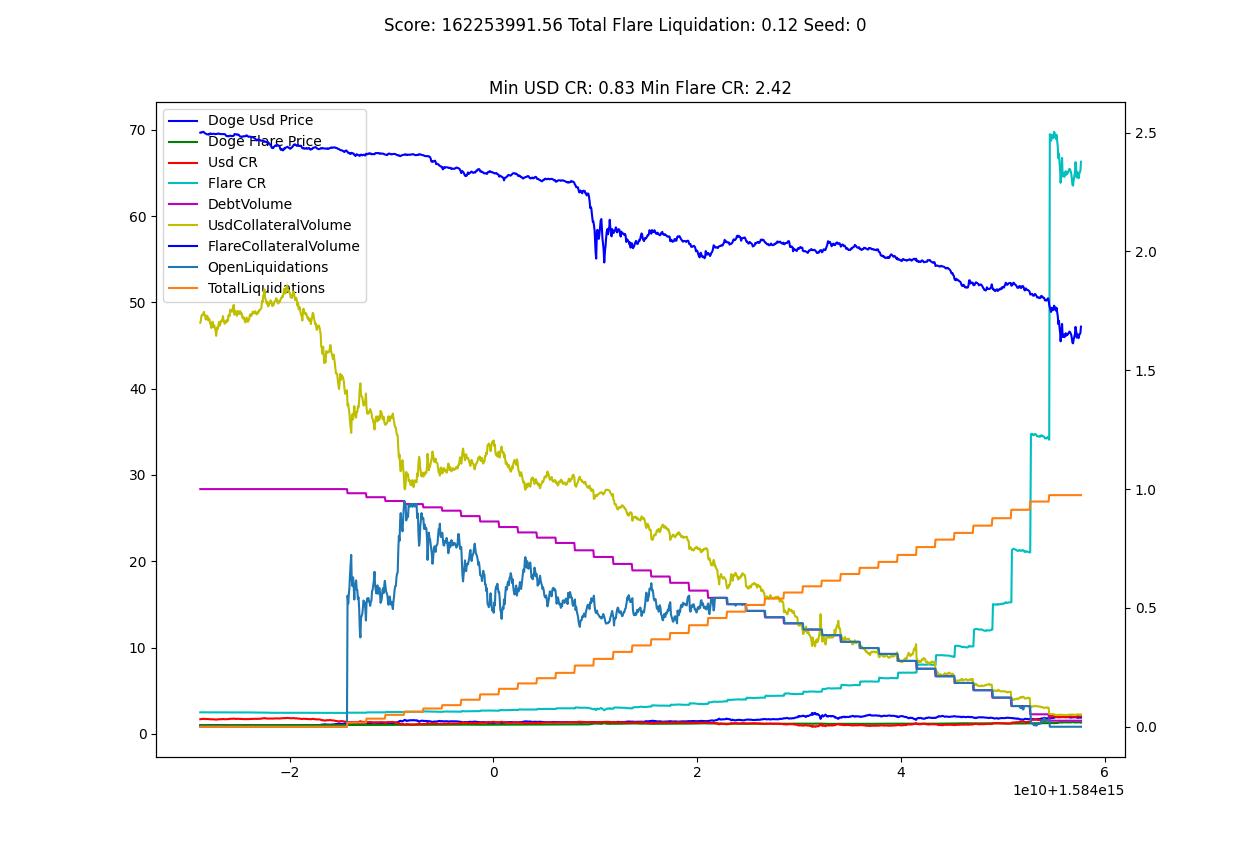 Score: 162253991.56 Total Flare Liquidation: 0.12 Seed: 0
Min USD CR: 0.83 Min Flare CR: 2.42
Doge Usd Price
Doge Flare Price
Usd CR
Flare CR
DebtVolume
UsdCollateralVolume
FlareCollateralVolume
OpenLiquidations
TotalLiquidations
70
60
50
40
30
20
10
0
2.5
2.0
1.5
1.0
0.5
0.0
−2
0
2
4
6
1e10+1.584e15